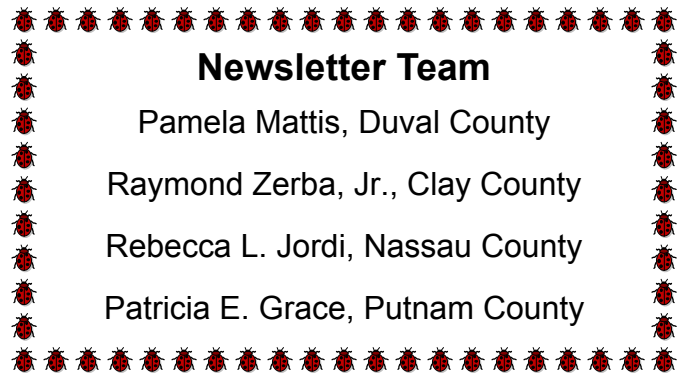 Newsletter Team
Pamela Mattis, Duval County
Raymond Zerba, Jr., Clay County
Rebecca L. Jordi, Nassau County
Patricia E. Grace, Putnam County